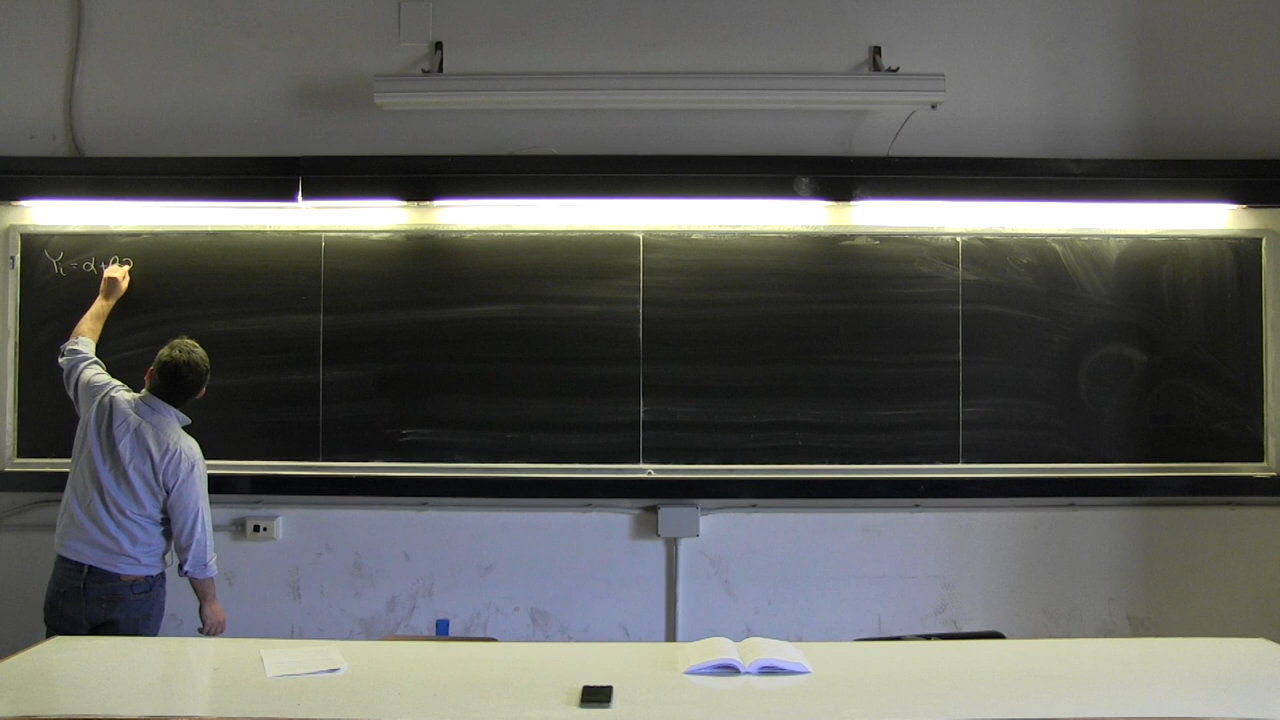 Yi = α + β